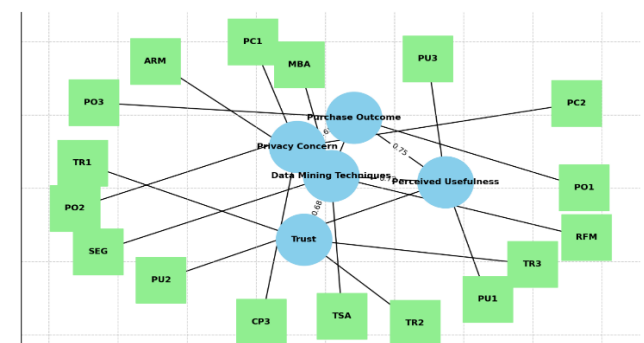 PC1
PU3
ARM
MBA
PO3
PC2
Purchase Outcome
Privacy Concern
0.75
TR1
Data Mining Techniques
Perceived Usefulness
PO1
PO2
0.68
RFM
Trust
SEG
TR3
PU2
PU1
CP3
TSA
TR2